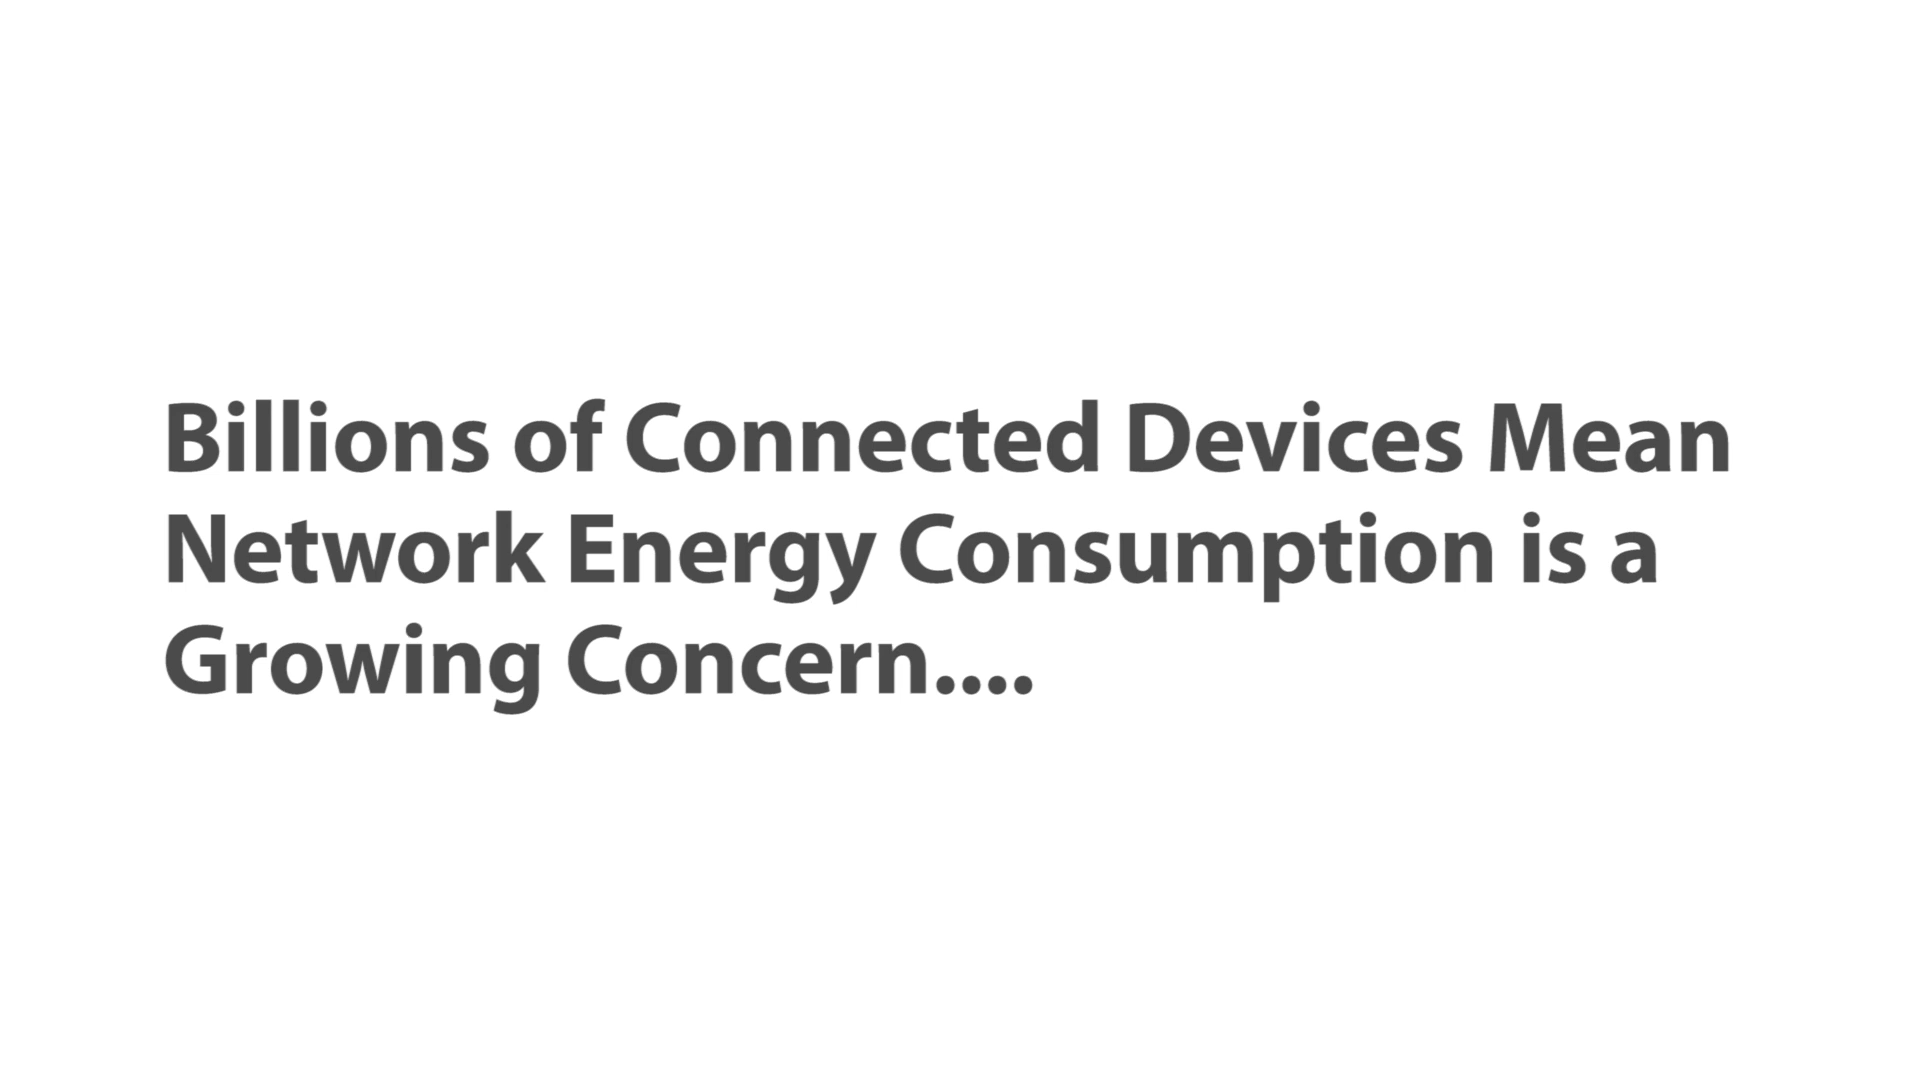 Billions of Connected Devices Mean
Network Energy Consumption is a
Growing Concern....